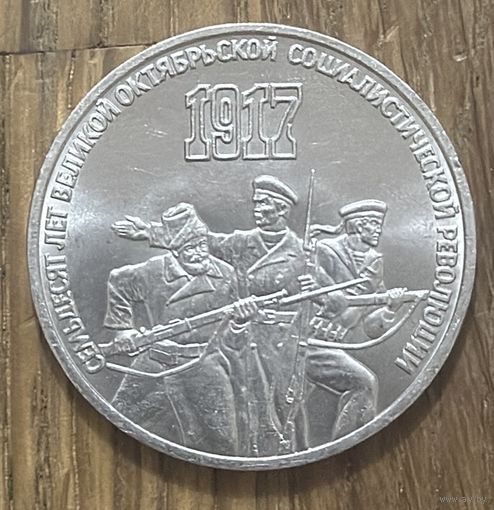 СЕМЬДЕСЯТ ЛЕТ ВЕЛИКОЙ ОКТЯБРЬСКОЙ СОЦИАЛИСТИЧЕСКОЙ РЕВОЛЮЦИИ
1917